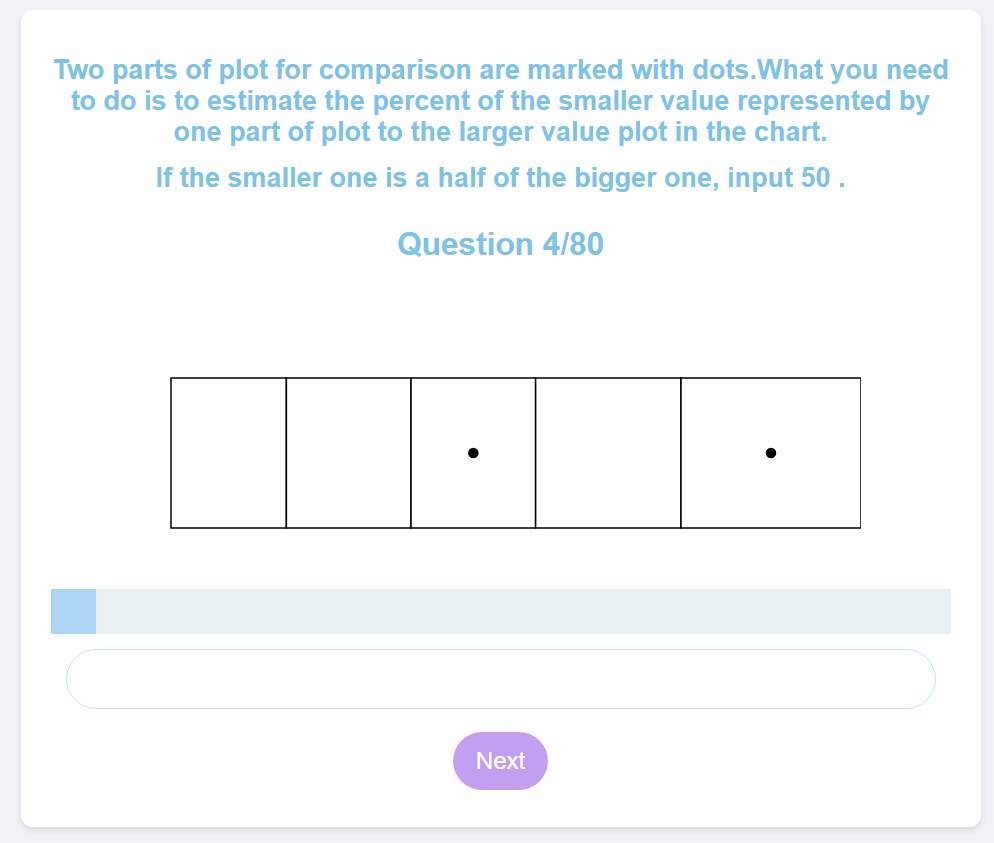 Two parts of plot for comparison are marked with dots.What you need
to do is to estimate the percent of the smaller value represented by
one part of plot to the larger value plot in the chart.
If the smaller one is a half of the bigger one, input 50 .
Question 4/80
Next